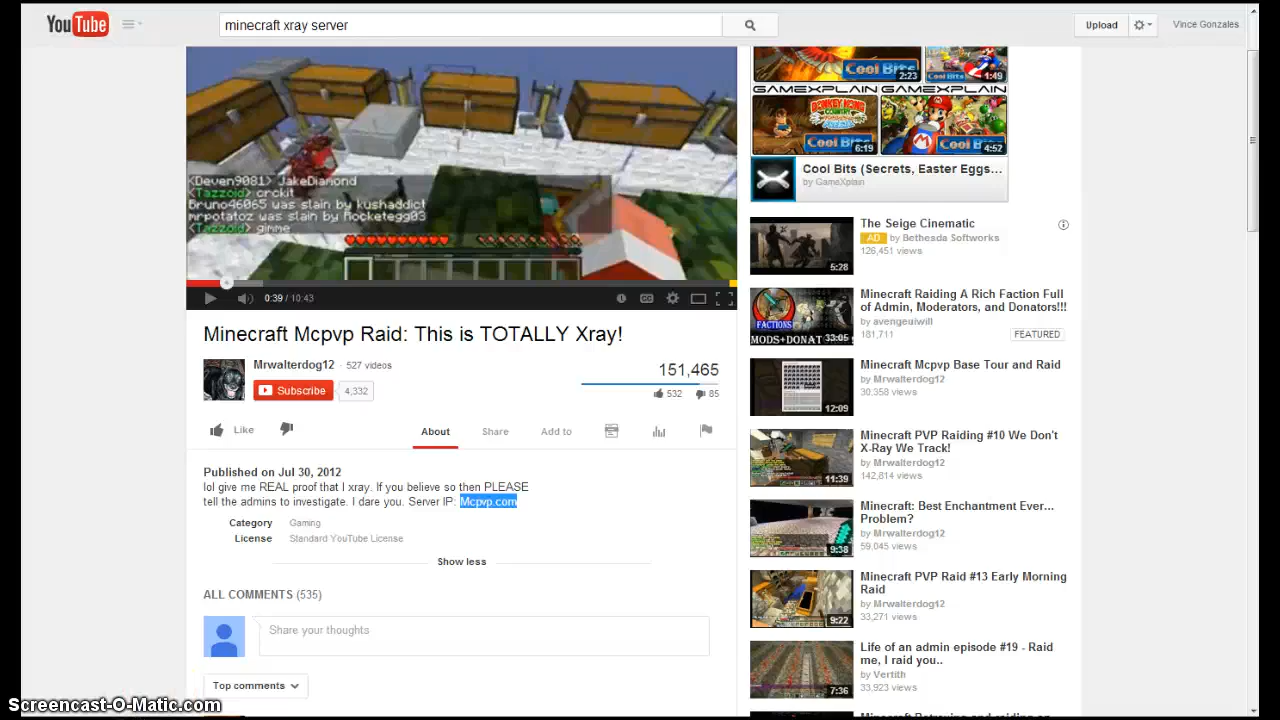 YouTube
minecraft xray server
Upload
Vince Gonzales
<Deven9081> JakeDiamond
<Tazzoid> crckit
Bruno46065 was slain by kushaddict
mrpotatoz was slain by Rocketegg03
<Tazzoid> gimme
0:39 / 10:43
Minecraft Mcpvp Raid: This is TOTALLY Xray!
Mrwalterdog12 · 527 videos
Subscribe
4,332
151,465
532
85
Like
About
Share
Add to
Published on Jul 30, 2012
lol give me REAL proof that I xray. If you believe so then PLEASE
tell the admins to investigate. I dare you. Server IP: Mcpvp.com
Category Gaming
License Standard YouTube License
Show less
ALL COMMENTS (535)
Share your thoughts
Top comments
Cool Bits
2:23
Cool Bits
1:49
GAMEXPLAIN
GAMEXPLAIN
DONKEY KONG
COUNTRY
Cool Bits
6:19
Cool Bits
4:52
Cool Bits (Secrets, Easter Eggs...
by GameXplain
The Seige Cinematic
AD by Bethesda Softworks
126,451 views
5:28
Minecraft Raiding A Rich Faction Full
of Admin, Moderators, and Donators!!!
by avengeuiwill
181,711
FEATURED
FACTIONS
MODS+DONAT
33:05
Minecraft Mcpvp Base Tour and Raid
by Mrwalterdog12
30,358 views
12:09
Minecraft PVP Raiding #10 We Don't
X-Ray We Track!
by Mrwalterdog12
142,814 views
11:39
Minecraft: Best Enchantment Ever...
Problem?
by Mrwalterdog12
59,045 views
9:38
Minecraft PVP Raid #13 Early Morning
Raid
by Mrwalterdog12
33,271 views
9:22
Life of an admin episode #19 - Raid
me, I raid you..
by Vertith
33,923 views
7:36
Screencast-O-Matic.com